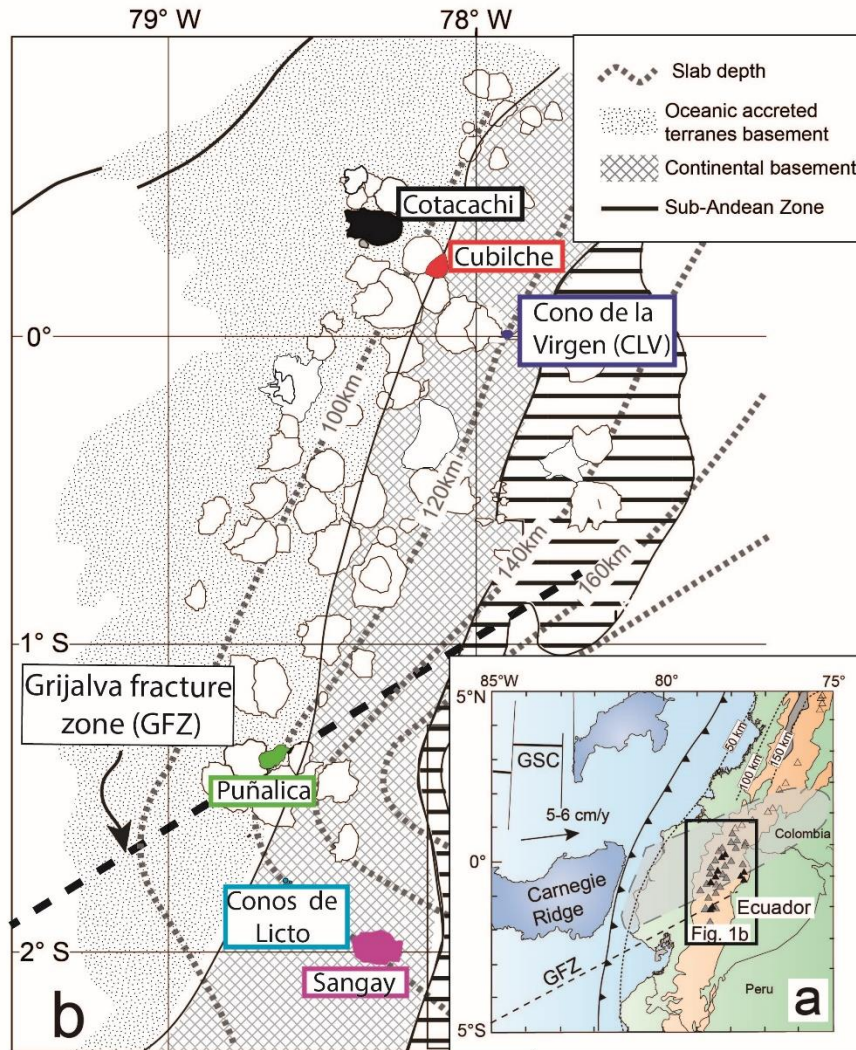 79° W
78° W
Slab depth
Oceanic accreted
terranes basement
Continental basement
Sub-Andean Zone
Cotacachi
Cubilche
Cono de la
Virgen (CLV)
0°
100km
120km
140km
160km
1° S
Grijalva fracture
zone (GFZ)
Puñalica
Conos de
Licto
2° S
Sangay
b
85°W
80°
75°
5°N
GSC
50 km
100 km
150 km
5-6 cm/y
Colombia
0°
Carnegie
Ridge
Ecuador
Fig. 1b
GFZ
Peru
a
5°S